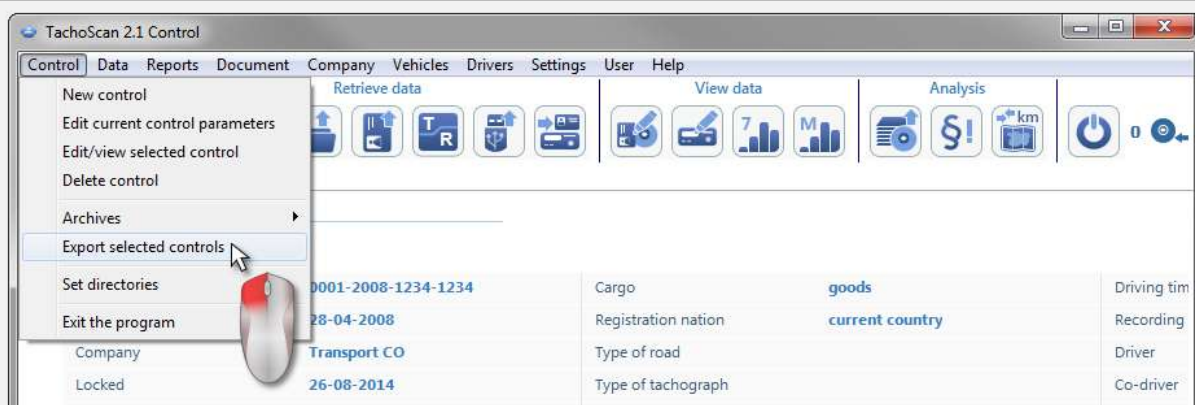 TachoScan 2.1 Control
Control Data Reports Document Company Vehicles Drivers Settings User Help
New control
Edit current control parameters
Edit/view selected control
Delete control
Archives
Export selected controls
Set directories
Exit the program
Retrieve data View data Analysis
T R 7 M §! km 0
0001-2008-1234-1234 Cargo goods Driving tim
28-04-2008 Registration nation current country Recording
Company Transport CO Type of road Driver
Locked 26-08-2014 Type of tachograph Co-driver